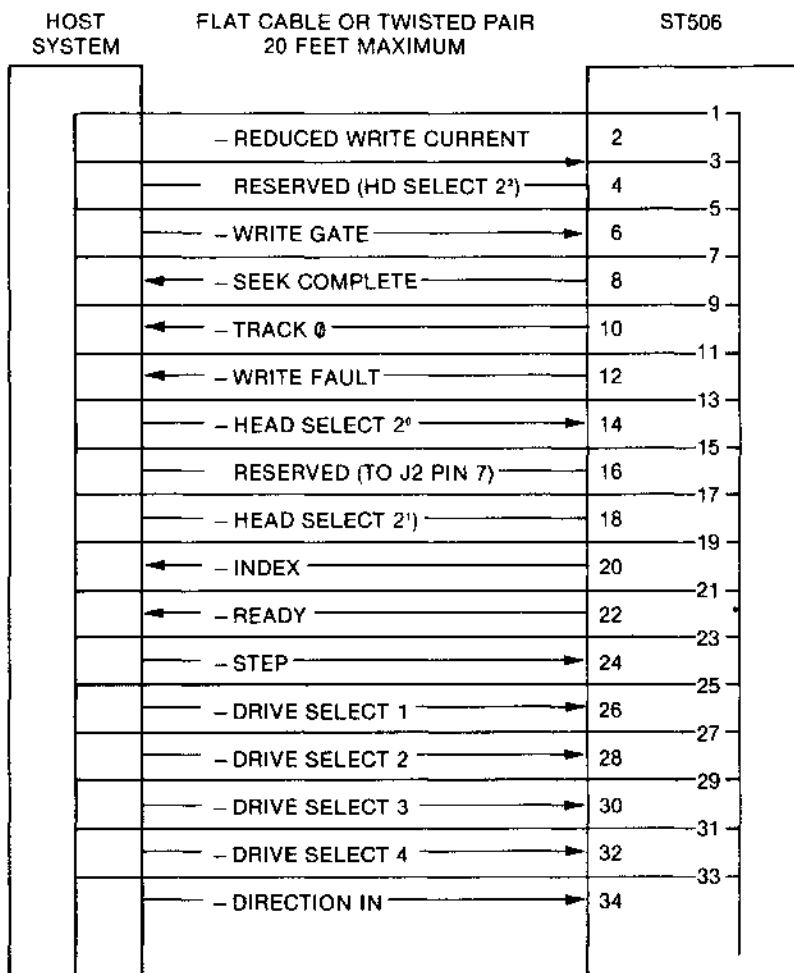 HOST SYSTEM
FLAT CABLE OR TWISTED PAIR
20 FEET MAXIMUM
ST506
1
– REDUCED WRITE CURRENT 2
3
RESERVED (HD SELECT 2²) 4
5
– WRITE GATE 6
7
– SEEK COMPLETE 8
9
– TRACK 0 10
11
– WRITE FAULT 12
13
– HEAD SELECT 2⁰ 14
15
RESERVED (TO J2 PIN 7) 16
17
– HEAD SELECT 2¹) 18
19
– INDEX 20
21
– READY 22
23
– STEP 24
25
– DRIVE SELECT 1 26
27
– DRIVE SELECT 2 28
29
– DRIVE SELECT 3 30
31
– DRIVE SELECT 4 32
33
– DIRECTION IN 34